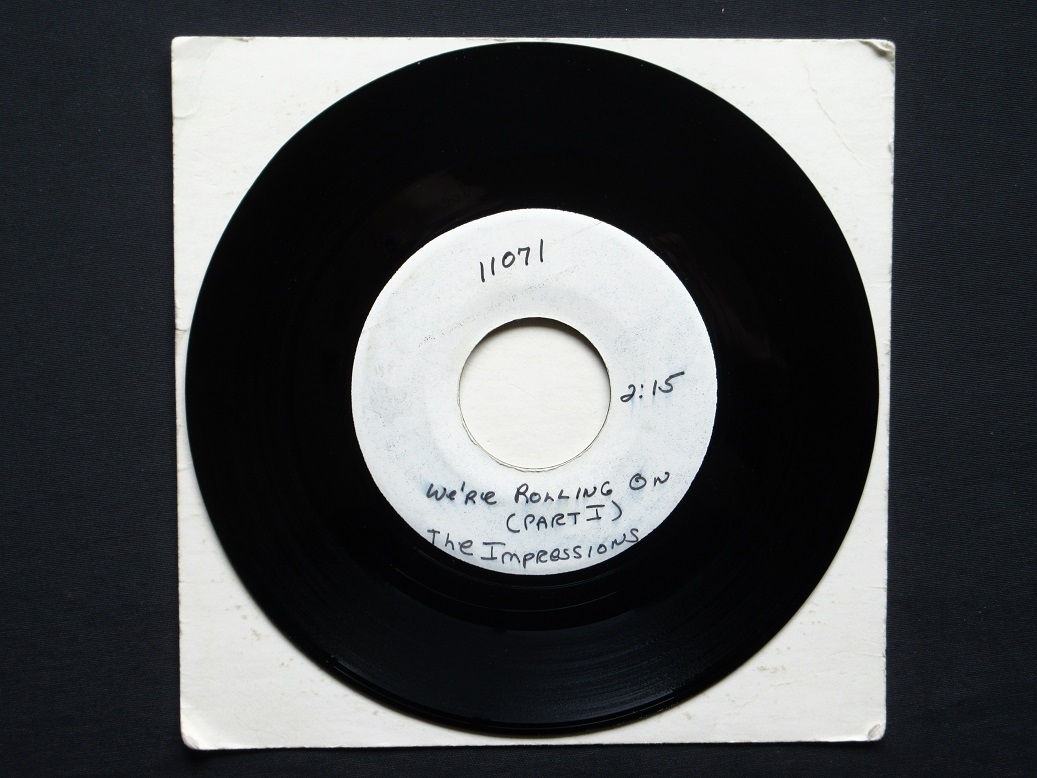 11071
2:15
We're Rolling On
(Part I)
The Impressions